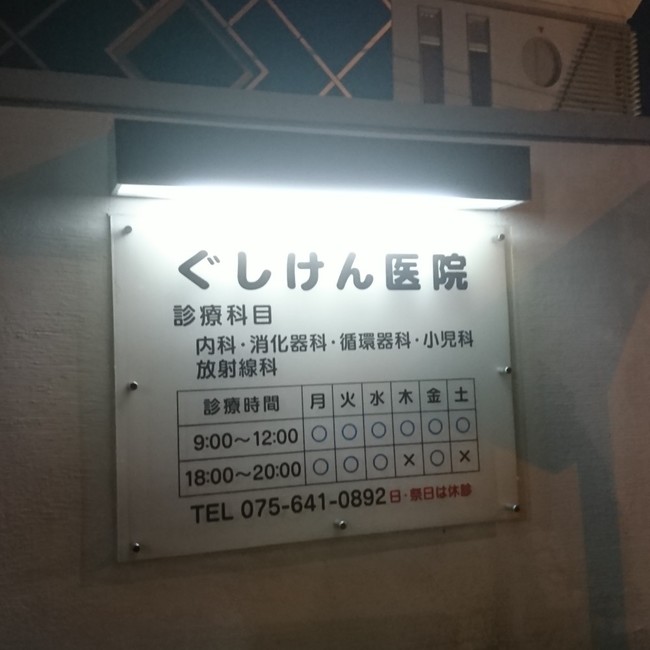 ぐしけん医院
診療科目
内科・消化器科・循環器科・小児科
放射線科
診療時間 月 火 水 木 金 土
9:00〜12:00 ○ ○ ○ ○ ○ ○
18:00〜20:00 ○ ○ ○ × ○ ×
TEL 075-641-0892 日・祭日は休診